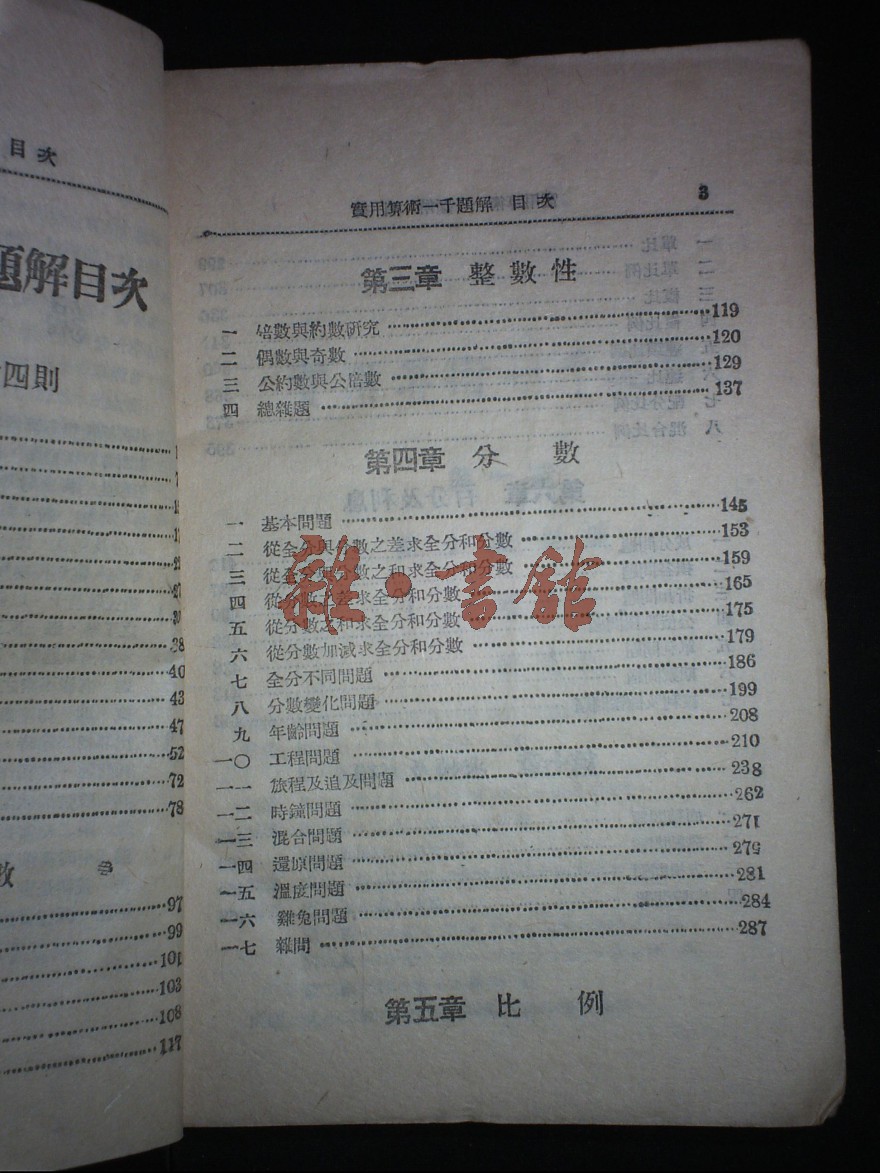 目次
題解目次
四則
7
22
27
38
40
43
47
52
72
78
數
97
99
101
103
108
117
實用算術一千題解 目次 3
第三章 整數性
一 倍數與約數研究 119
二 偶數與奇數 120
三 公約數與公倍數 129
四 總雜題 137
第四章 分數
一 基本問題 145
二 從全分與分數之差求全分和分數 153
三 從全分與分數之和求全分和分數 159
四 從分數之差求全分和分數 165
五 從分數之和求全分和分數 175
六 從分數加減求全分和分數 179
七 全分不同問題 186
八 分數變化問題 199
九 年齡問題 208
一〇 工程問題 210
一一 旅程及追及問題 238
一二 時鐘問題 262
一三 混合問題 271
一四 還原問題 279
一五 溫度問題 281
一六 雞兔問題 284
一七 雜問 287
第五章 比例
雜·書館